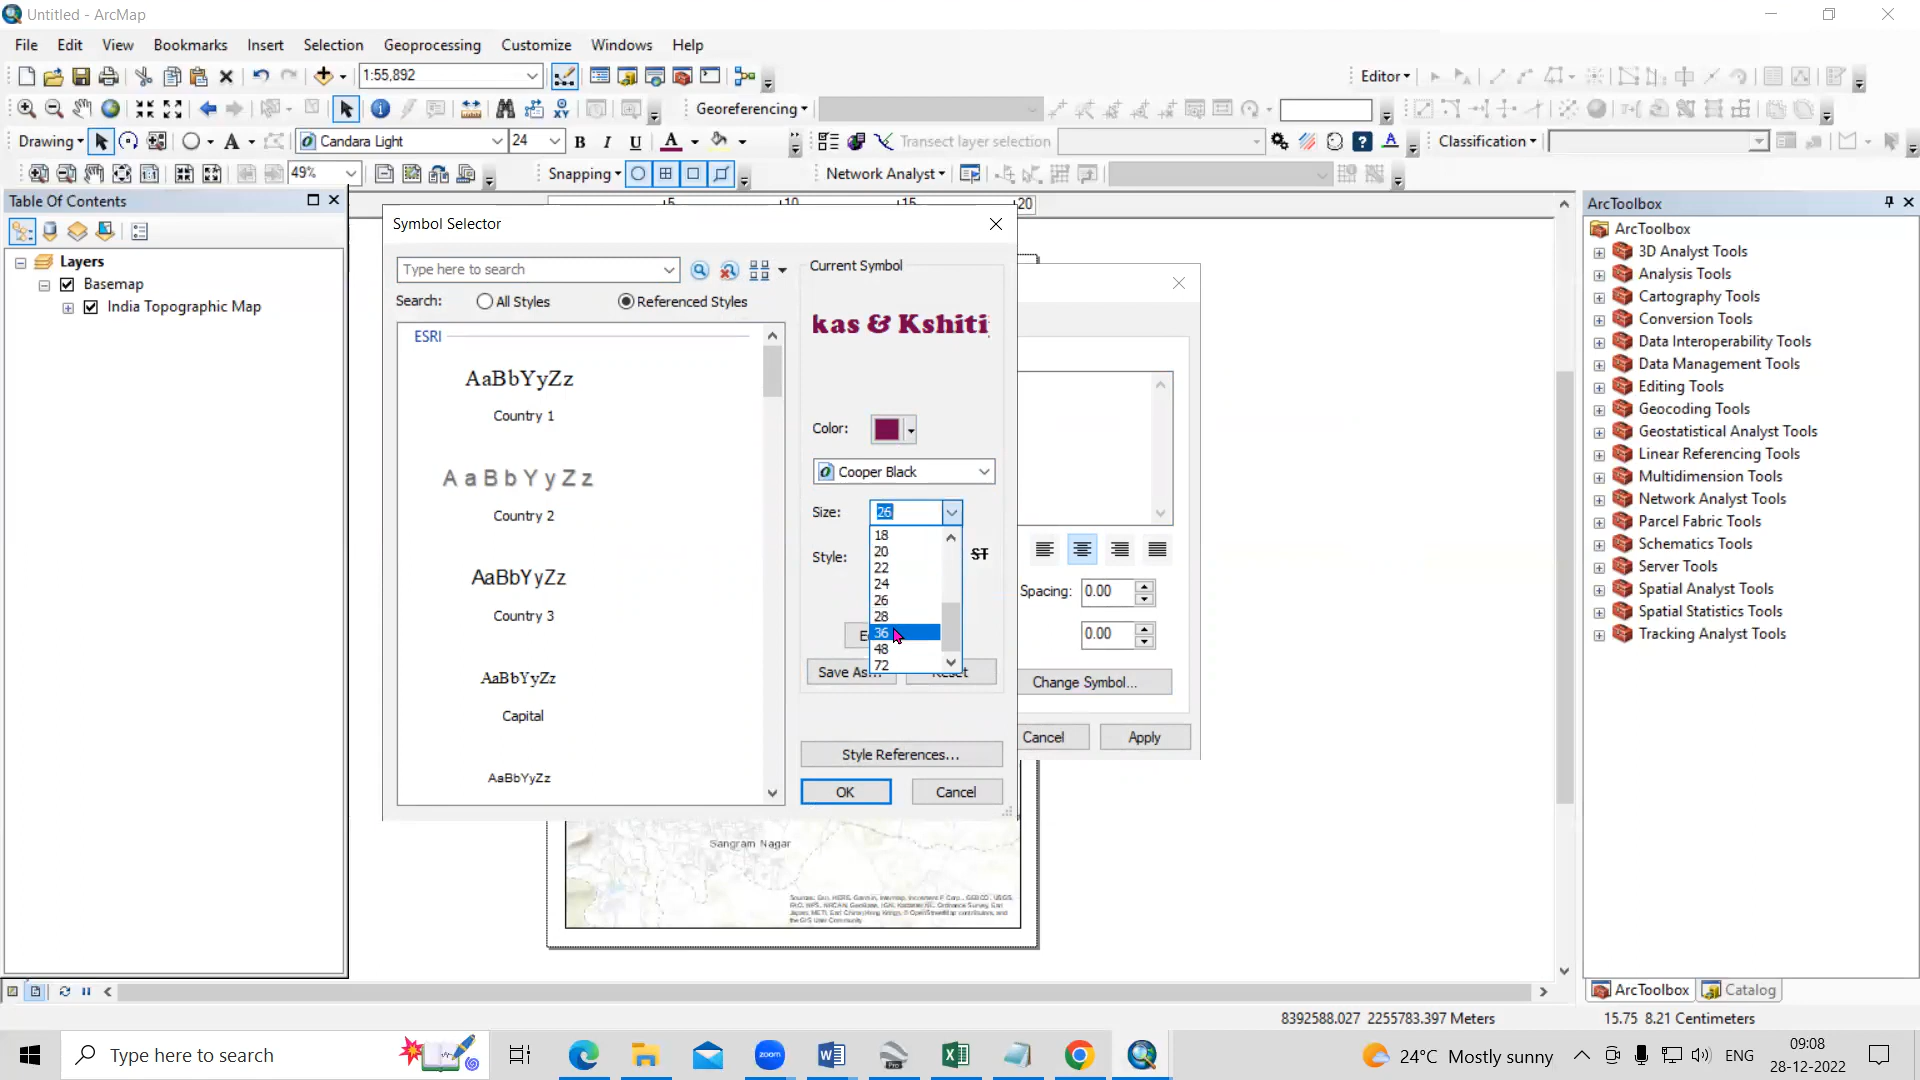 Untitled - ArcMap
File Edit View Bookmarks Insert Selection Geoprocessing Customize Windows Help
1:55,892
Editor
Georeferencing
Drawing
A
Candara Light
24
B I U A
Transect layer selection
Classification
49%
Snapping
Network Analyst
Table Of Contents
Layers
Basemap
India Topographic Map
5 10 15 20
Symbol Selector
Type here to search
Search: All Styles Referenced Styles
ESRI
AaBbYyZz
Country 1
AaBbYyZz
Country 2
AaBbYyZz
Country 3
AaBbYyZz
Capital
AaBbYyZz
Current Symbol
kas & Kshiti
Color:
Cooper Black
Size: 26
18
20
22
24
26
28
36
48
72
Style:
ST
E
Save As...
Reset
Style References...
OK
Cancel
Spacing: 0.00
0.00
Change Symbol...
Cancel
Apply
Sangram Nagar
ArcToolbox
ArcToolbox
3D Analyst Tools
Analysis Tools
Cartography Tools
Conversion Tools
Data Interoperability Tools
Data Management Tools
Editing Tools
Geocoding Tools
Geostatistical Analyst Tools
Linear Referencing Tools
Multidimension Tools
Network Analyst Tools
Parcel Fabric Tools
Schematics Tools
Server Tools
Spatial Analyst Tools
Spatial Statistics Tools
Tracking Analyst Tools
ArcToolbox Catalog
8392588.027 2255783.397 Meters
15.75 8.21 Centimeters
Type here to search
zoom
24°C Mostly sunny
ENG
09:08
28-12-2022